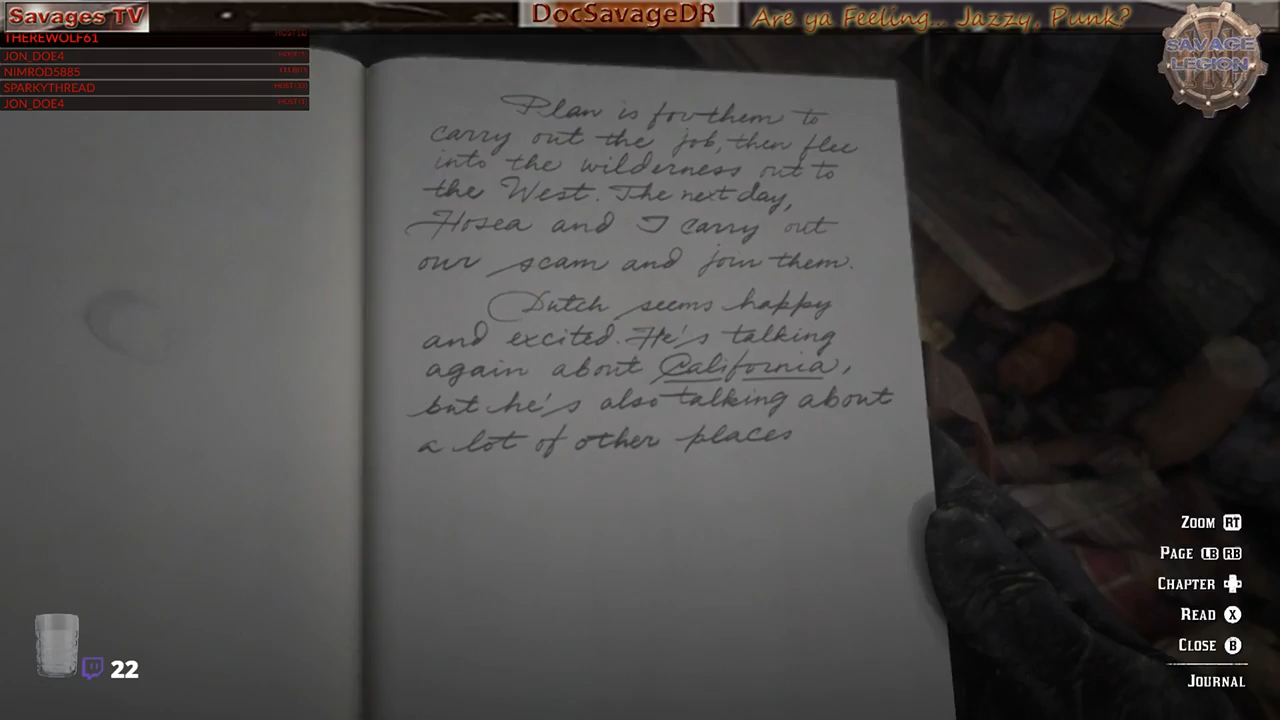 Savages TV
DocSavageDR
Are ya Feeling... Jazzy, Punk?
SAVAGE
LEGION
THEREWOLF61
JON_DOE4
NIMROD5885
SPARKYTHREAD
JON_DOE4
Plan is for them to
carry out the job, then flee
into the wilderness out to
the West. The next day,
Hosea and I carry out
our scam and join them.
Dutch seems happy
and excited. He's talking
again about California,
but he's also talking about
a lot of other places
ZOOM RT
PAGE LB RB
CHAPTER
READ X
CLOSE B
JOURNAL
22